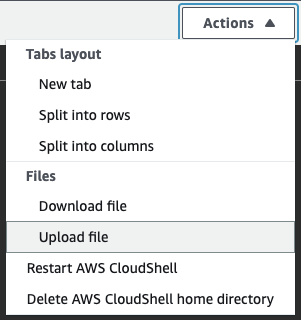 Actions
Tabs layout
New tab
Split into rows
Split into columns
Files
Download file
Upload file
Restart AWS CloudShell
Delete AWS CloudShell home directory